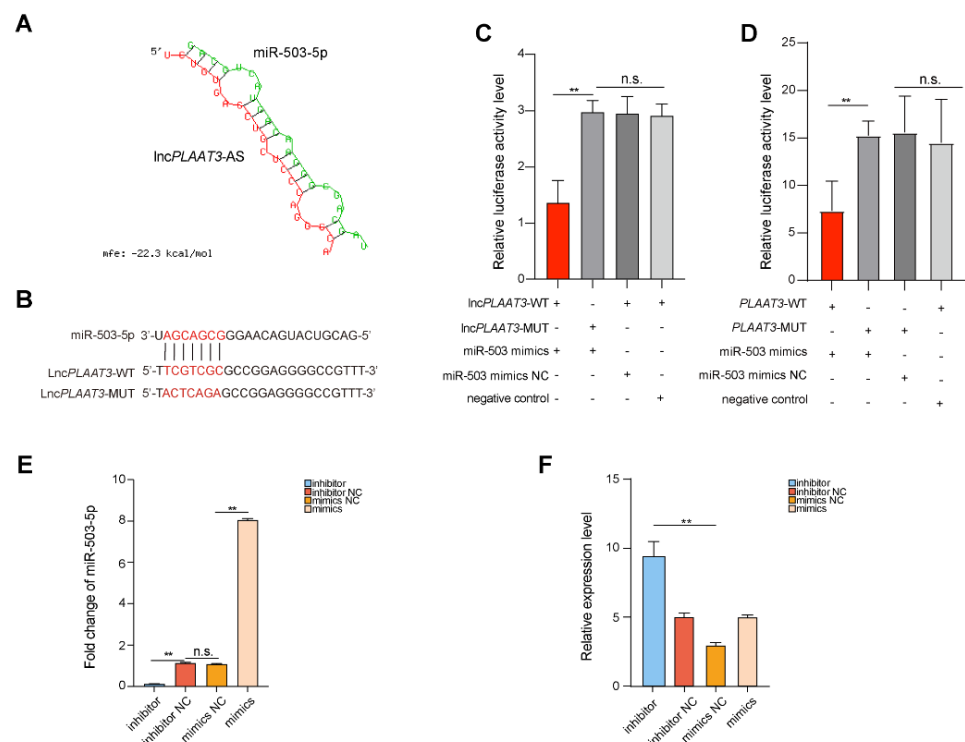 A
5'
miR-503-5p
lncPLAAT3-AS
mfe: -22.3 kcal/mol
B
miR-503-5p 3'-UAGCAGCGGGAACAGUACUGCAG-5'
LncPLAAT3-WT 5'-TTCGTCGCGCCGGAGGGGCCGTTT-3'
LncPLAAT3-MUT 5'-TACTCAGAGCCGGAGGGGCCGTTT-3'
C
Relative luciferase activity level
4
3
2
1
0
**
n.s.
lncPLAAT3-WT + - + +
lncPLAAT3-MUT - + - -
miR-503 mimics + + - -
miR-503 mimics NC - - + -
negative control - - - +
D
Relative luciferase activity level
25
20
15
10
5
0
**
n.s.
PLAAT3-WT + - - +
PLAAT3-MUT - + + -
miR-503 mimics + + - -
miR-503 mimics NC - - + -
negative control - - - +
E
Fold change of miR-503-5p
10
8
6
4
2
0
**
n.s.
**
inhibitor
inhibitor NC
mimics NC
mimics
inhibitor
inhibitor NC
mimics NC
mimics
F
Relative expression level
15
10
5
0
**
inhibitor
inhibitor NC
mimics NC
mimics
inhibitor
inhibitor NC
mimics NC
mimics